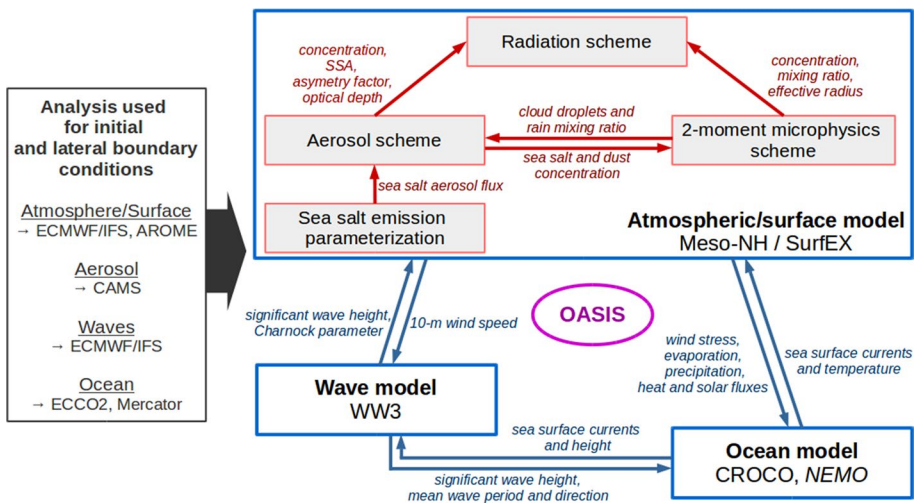 Analysis used
for initial
and lateral boundary
conditions
Atmosphere/Surface
→ ECMWF/IFS, AROME
Aerosol
→ CAMS
Waves
→ ECMWF/IFS
Ocean
→ ECCO2, Mercator
Radiation scheme
concentration,
SSA,
asymetry factor,
optical depth
concentration,
mixing ratio,
effective radius
Aerosol scheme
cloud droplets and
rain mixing ratio
sea salt and dust
concentration
2-moment microphysics
scheme
sea salt aerosol flux
Sea salt emission
parameterization
Atmospheric/surface model
Meso-NH / SurfEX
significant wave height,
Charnock parameter
10-m wind speed
OASIS
wind stress,
evaporation,
precipitation,
heat and solar fluxes
sea surface currents
and temperature
Wave model
WW3
sea surface currents
and height
significant wave height,
mean wave period and direction
Ocean model
CROCO, NEMO